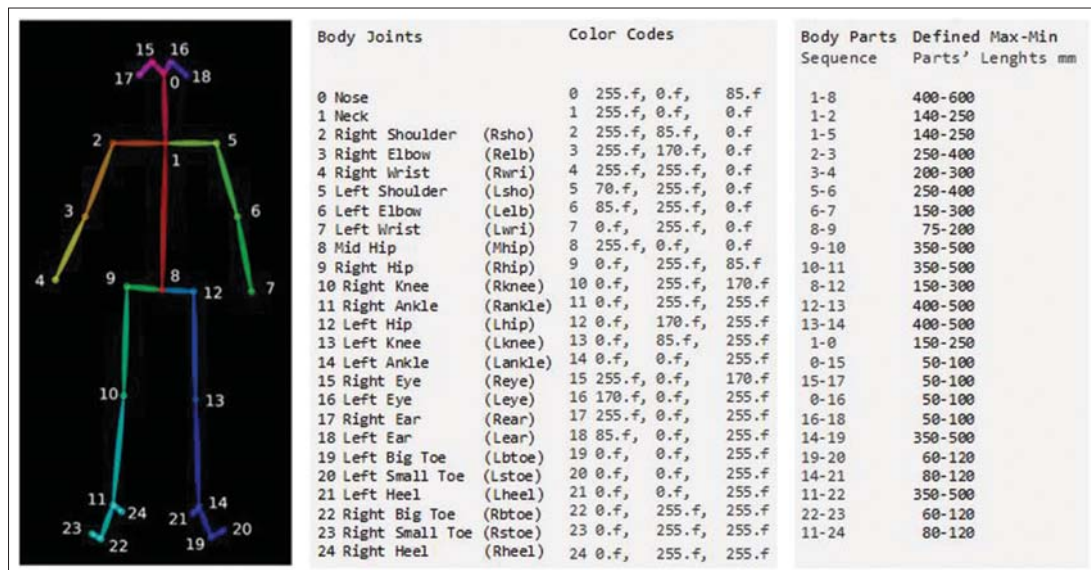 15 16
17 0 18
2 1 5
3 6
4 9 8 12 7
10 13
11 24 14
23 22 21 19 20
Body Joints Color Codes
0 Nose 0 255.f, 0.f, 85.f
1 Neck 1 255.f, 0.f, 0.f
2 Right Shoulder (Rsho) 2 255.f, 85.f, 0.f
3 Right Elbow (Relb) 3 255.f, 170.f, 0.f
4 Right Wrist (Rwri) 4 255.f, 255.f, 0.f
5 Left Shoulder (Lsho) 5 70.f, 255.f, 0.f
6 Left Elbow (Lelb) 6 85.f, 255.f, 0.f
7 Left Wrist (Lwri) 7 0.f, 255.f, 0.f
8 Mid Hip (Mhip) 8 255.f, 0.f, 0.f
9 Right Hip (Rhip) 9 0.f, 255.f, 85.f
10 Right Knee (Rknee) 10 0.f, 255.f, 170.f
11 Right Ankle (Rankle) 11 0.f, 255.f, 255.f
12 Left Hip (Lhip) 12 0.f, 170.f, 255.f
13 Left Knee (Lknee) 13 0.f, 85.f, 255.f
14 Left Ankle (Lankle) 14 0.f, 0.f, 255.f
15 Right Eye (Reye) 15 255.f, 0.f, 170.f
16 Left Eye (Leye) 16 170.f, 0.f, 255.f
17 Right Ear (Rear) 17 255.f, 0.f, 255.f
18 Left Ear (Lear) 18 85.f, 0.f, 255.f
19 Left Big Toe (Lbtoe) 19 0.f, 0.f, 255.f
20 Left Small Toe (Lstoe) 20 0.f, 0.f, 255.f
21 Left Heel (Lheel) 21 0.f, 0.f, 255.f
22 Right Big Toe (Rbtoe) 22 0.f, 255.f, 255.f
23 Right Small Toe (Rstoe) 23 0.f, 255.f, 255.f
24 Right Heel (Rheel) 24 0.f, 255.f, 255.f
Body Parts Defined Max-Min
Sequence Parts' Lenghts mm
1-8 400-600
1-2 140-250
1-5 140-250
2-3 250-400
3-4 200-300
5-6 250-400
6-7 150-300
8-9 75-200
9-10 350-500
10-11 350-500
8-12 150-300
12-13 400-500
13-14 400-500
1-0 150-250
0-15 50-100
15-17 50-100
0-16 50-100
16-18 50-100
14-19 350-500
19-20 60-120
14-21 80-120
11-22 350-500
22-23 60-120
11-24 80-120